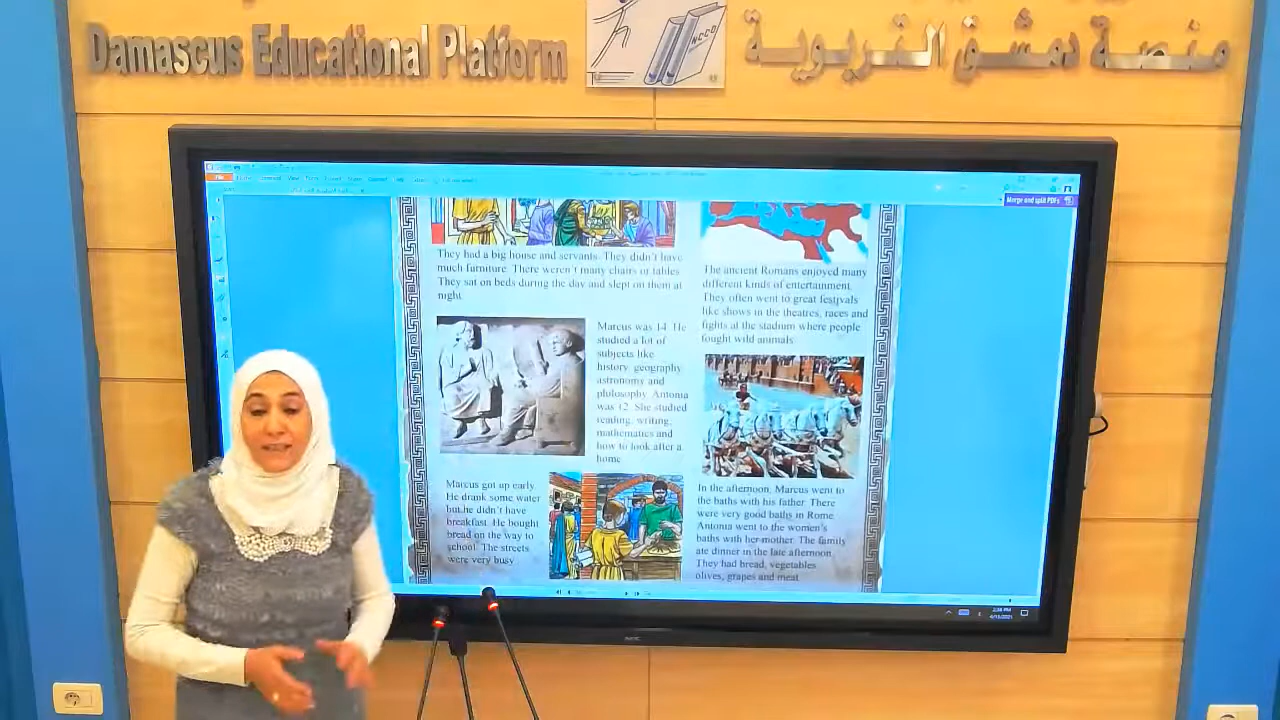 Damascus Educational Platform
منصة دمشق التربوية
NCCD
File
Merge and split PDFs
They had a big house and servants. They didn't have
much furniture. There weren't many chairs or tables.
They sat on beds during the day and slept on them at
night.
Marcus was 14. He
studied a lot of
subjects like
history, geography,
astronomy and
philosophy. Antonia
was 12. She studied
reading, writing,
mathematics and
how to look after a
home.
Marcus got up early.
He drank some water
but he didn't have
breakfast. He bought
bread on the way to
school. The streets
were very busy.
The ancient Romans enjoyed many
different kinds of entertainment.
They often went to great festivals
like shows in the theatres, races and
fights at the stadium where people
fought wild animals.
In the afternoon, Marcus went to
the baths with his father. There
were very good baths in Rome.
Antonia went to the women's
baths with her mother. The family
ate dinner in the late afternoon.
They had bread, vegetables
olives, grapes and meat.